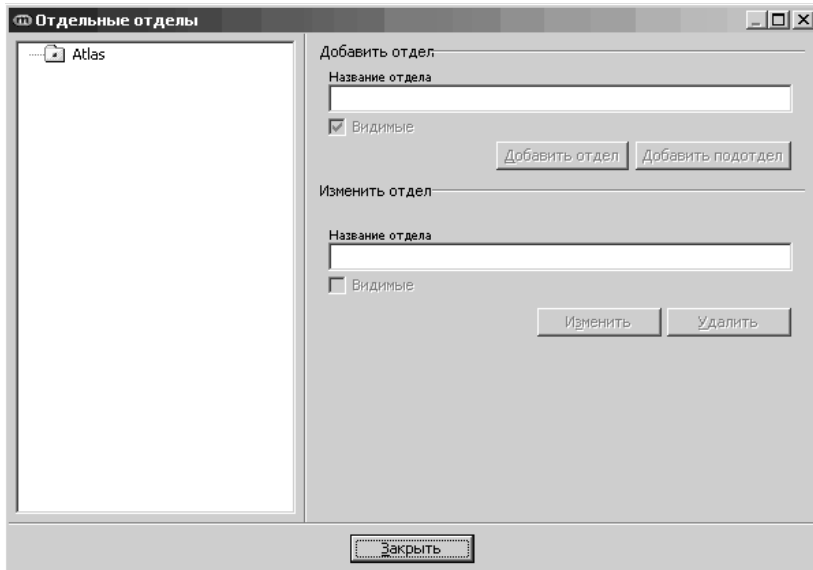 Отдельные отделы
Atlas
Добавить отдел
Название отдела
Видимые
Добавить отдел
Добавить подотдел
Изменить отдел
Название отдела
Видимые
Изменить
Удалить
Закрыть